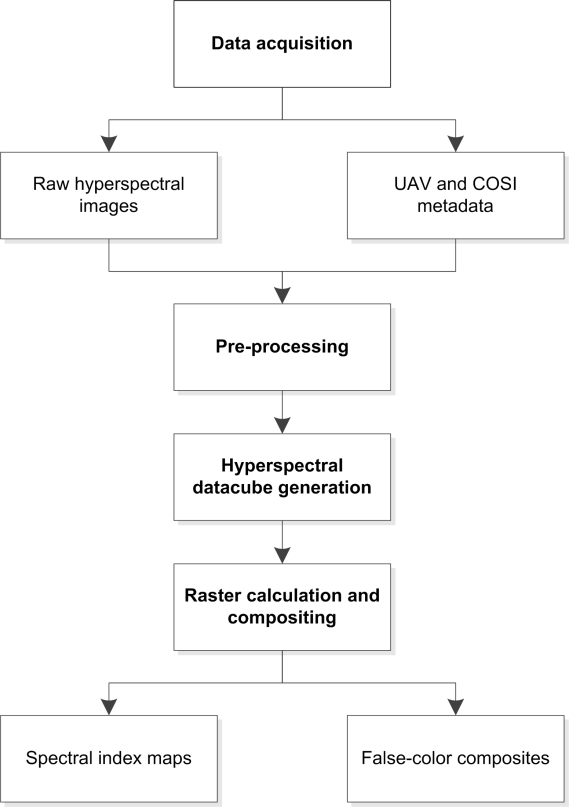 Data acquisition
Raw hyperspectral
images
UAV and COSI
metadata
Pre-processing
Hyperspectral
datacube generation
Raster calculation and
compositing
Spectral index maps
False-color composites